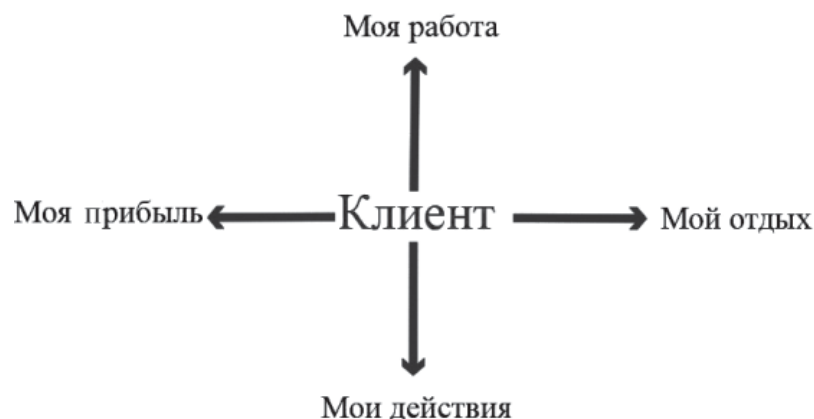 Моя работа
Моя прибыль
Клиент
Мой отдых
Мои действия